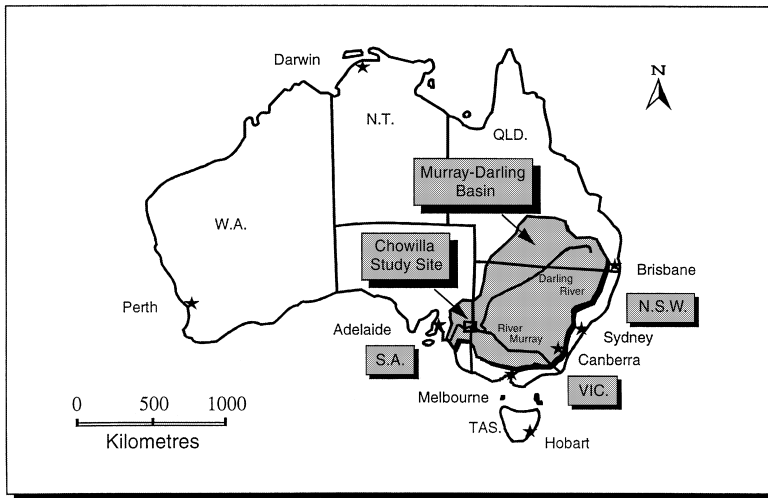 Darwin
N
N.T.
QLD.
Murray-Darling
Basin
W.A.
Chowilla
Study Site
Darling
River
Brisbane
Perth
N.S.W.
Adelaide
River
Murray
Sydney
S.A.
Canberra
Melbourne
VIC.
0 500 1000
Kilometres
TAS.
Hobart